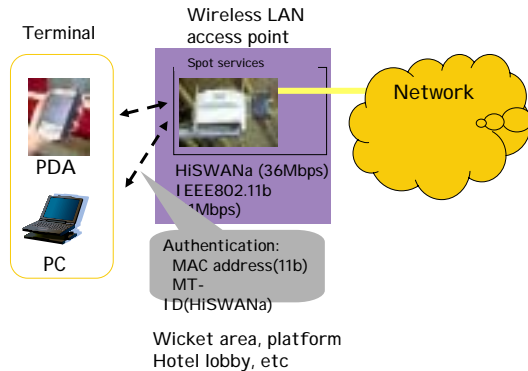 Terminal
Wireless LAN
access point
Spot services
Network
PDA
PC
HiSWANa (36Mbps)
IEEE802.11b
1Mbps)
Authentication:
MAC address(11b)
MT-
ID(HiSWANa)
Wicket area, platform
Hotel lobby, etc